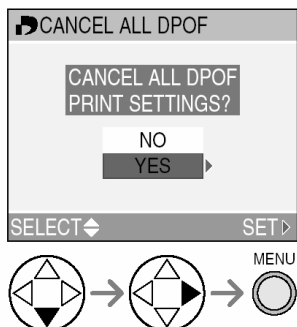 CANCEL ALL DPOF
CANCEL ALL DPOF
PRINT SETTINGS?
NO
YES
SELECT SET
MENU